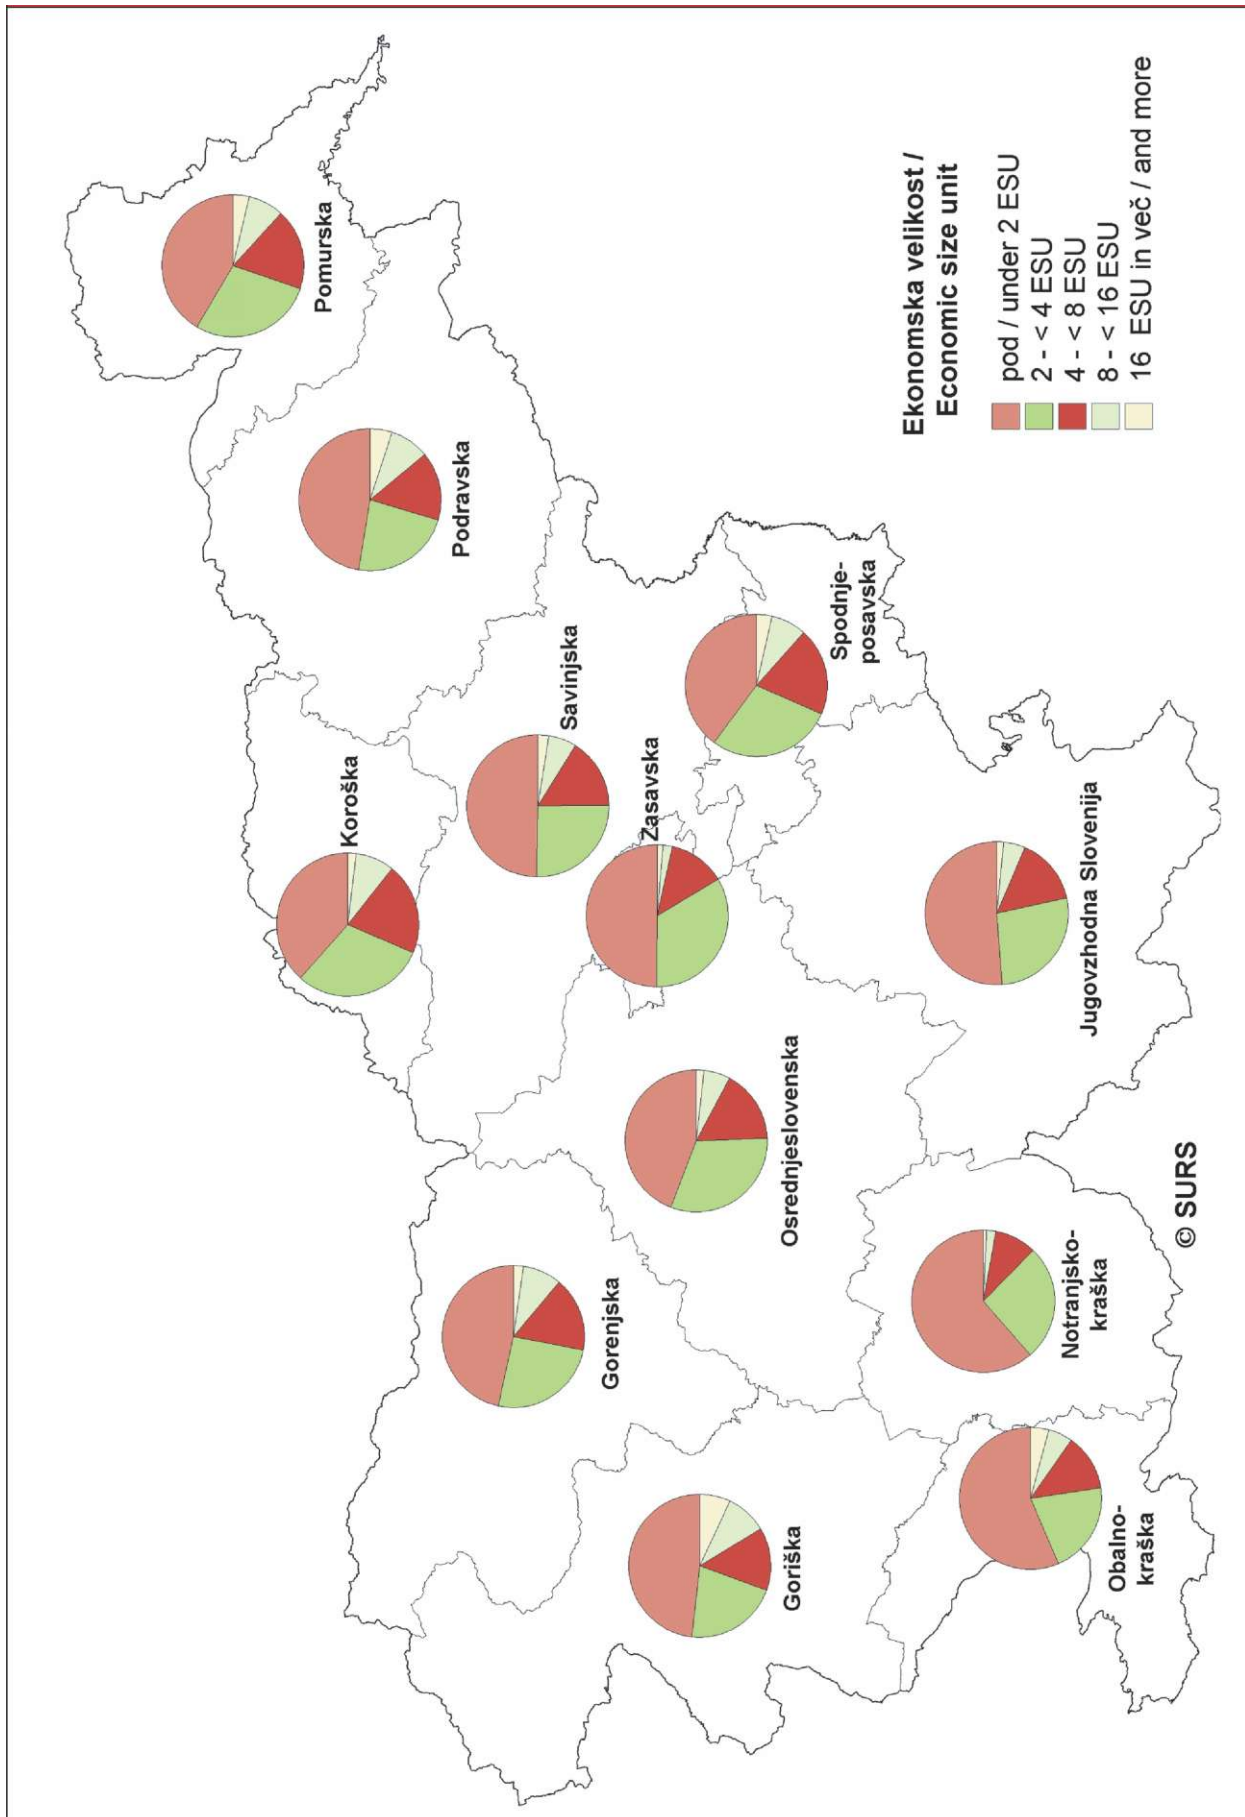 Pomurska
Podravska
Koroška
Savinjska
Zasavska
Spodnje-
posavska
Gorenjska
Osrednjeslovenska
Jugovzhodna Slovenija
Goriška
Notranjsko-
kraška
Obalno-
kraška
Ekonomska velikost /
Economic size unit
pod / under 2 ESU
2 - < 4 ESU
4 - < 8 ESU
8 - < 16 ESU
16 ESU in več / and more
© SURS